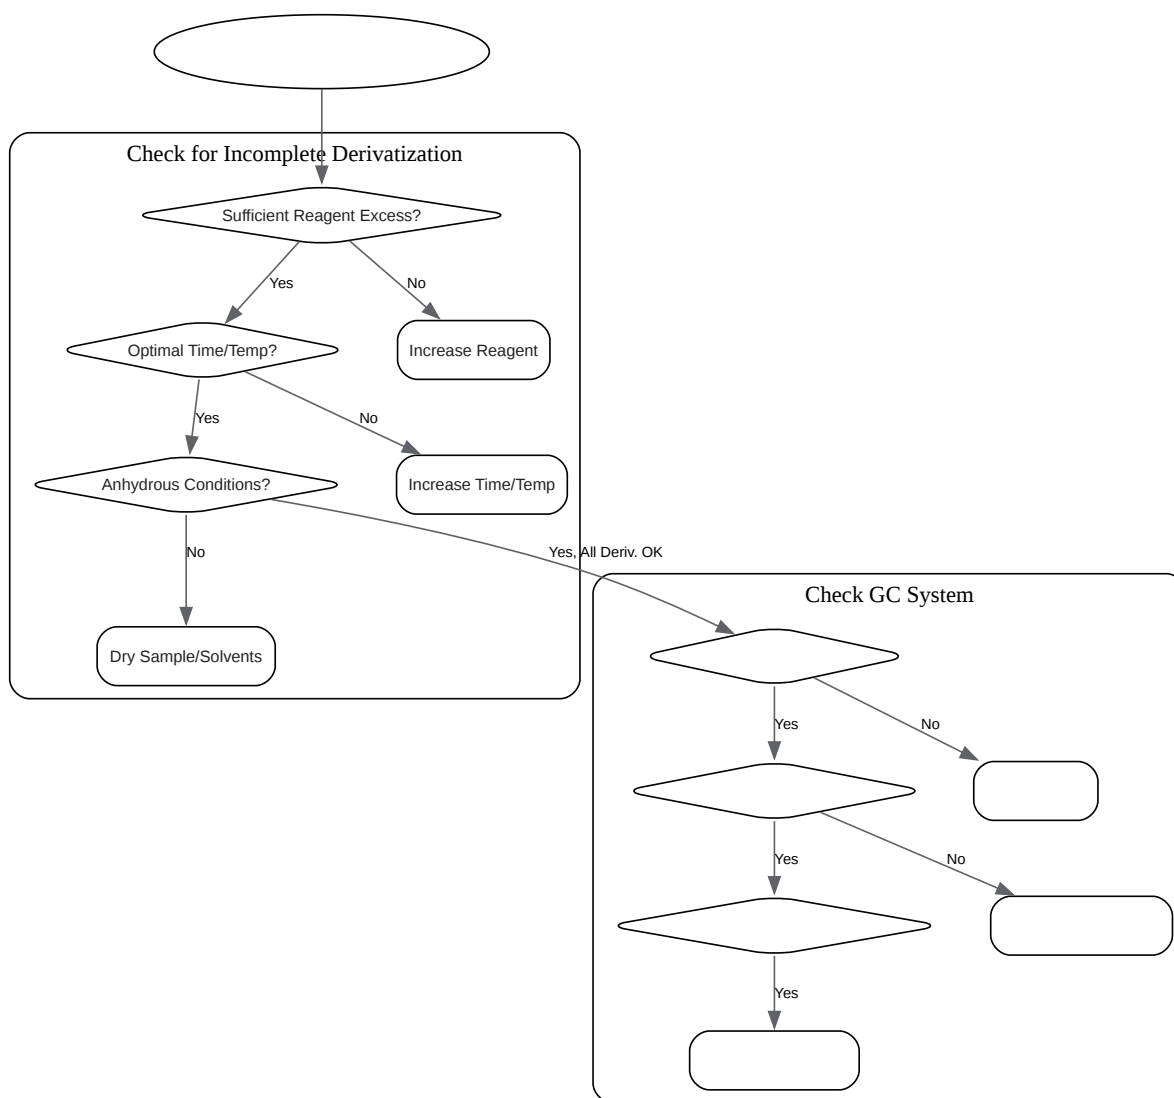 Check for Incomplete Derivatization
Sufficient Reagent Excess?
Yes
No
Optimal Time/Temp?
Increase Reagent
Yes
No
Anhydrous Conditions?
Increase Time/Temp
No
Yes, All Deriv. OK
Check GC System
Dry Sample/Solvents
Yes
No
Yes
No
Yes